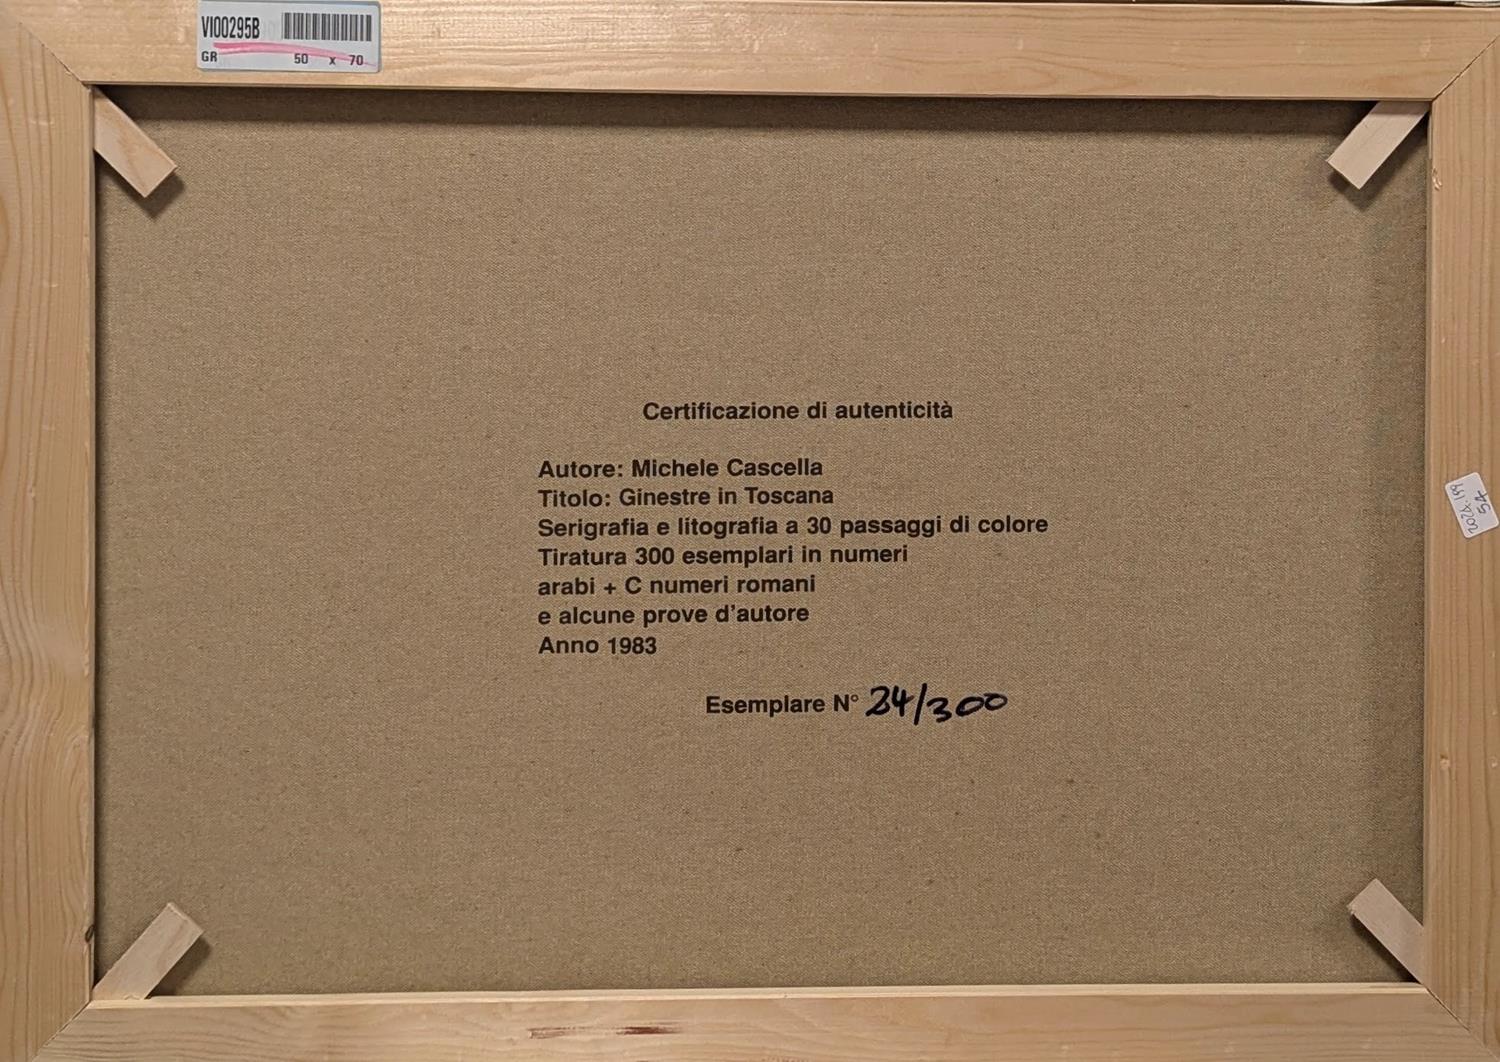 VI00295B
GR 50 x 70
Certificazione di autenticità
Autore: Michele Cascella
Titolo: Ginestre in Toscana
Serigrafia e litografia a 30 passaggi di colore
Tiratura 300 esemplari in numeri
arabi + C numeri romani
e alcune prove d'autore
Anno 1983
Esemplare N° 24/300